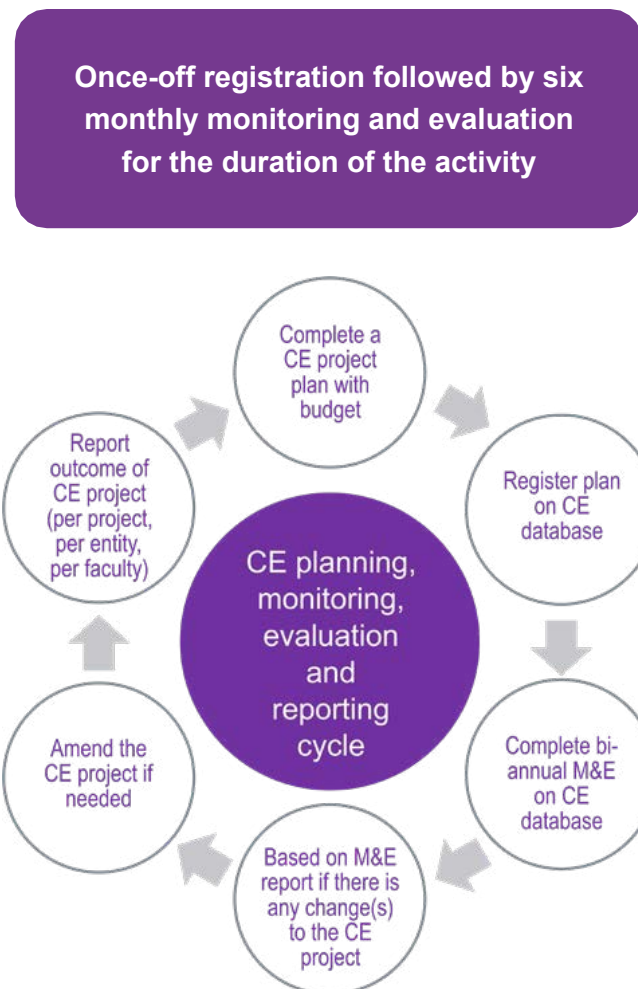 Once-off registration followed by six
monthly monitoring and evaluation
for the duration of the activity
Complete a
CE project
plan with
budget
Register plan
on CE
database
Complete bi-
annual M&E
on CE
database
Based on M&E
report if there is
any change(s)
to the CE
project
Amend the
CE project if
needed
Report
outcome of
CE project
(per project,
per entity,
per faculty)
CE planning,
monitoring,
evaluation
and
reporting
cycle